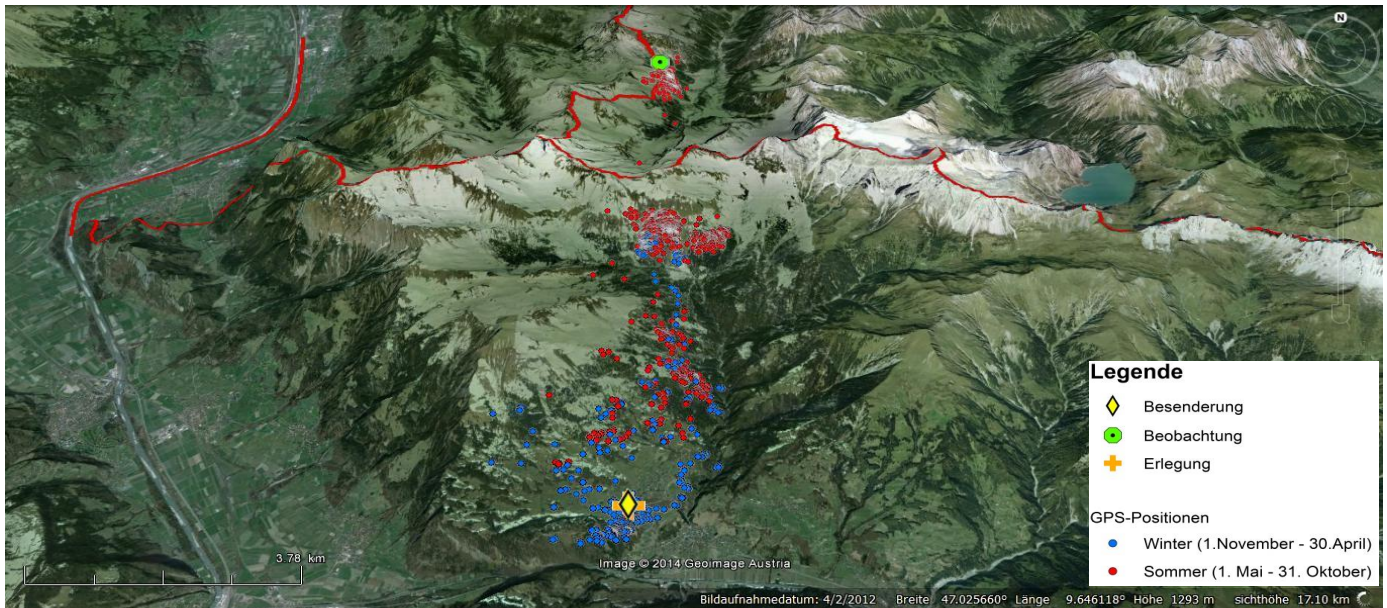 N
Legende
Besenderung
Beobachtung
Erlegung
GPS-Positionen
Winter (1.November - 30.April)
Sommer (1. Mai - 31. Oktober)
3.78 km
Image © 2014 Geoimage Austria
Bildaufnahmedatum: 4/2/2012 Breite 47.025660° Länge 9.646118° Höhe 1293 m sichthöhe 17.10 km